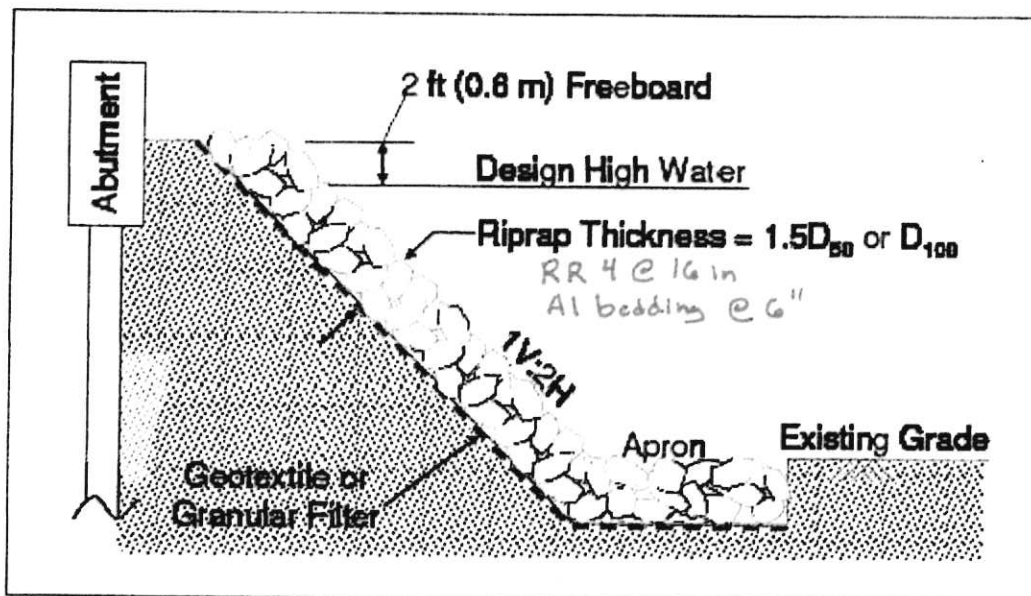 Abutment
2 ft (0.6 m) Freeboard
Design High Water
Riprap Thickness = 1.5D50 or D100
RR 4 @ 16 in
A1 bedding @ 6"
1V:2H
Apron
Existing Grade
Geotextile or
Granular Filter